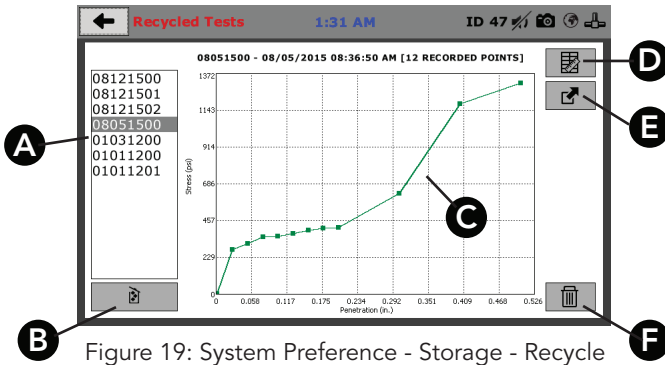 Recycled Tests 1:31 AM ID 47
08051500 - 08/05/2015 08:36:50 AM [12 RECORDED POINTS]
08121500
08121501
08121502
08051500
01031200
01011200
01011201
Stress (psi)
1372
1143
914
686
457
229
0
0 0.058 0.117 0.175 0.234 0.292 0.351 0.409 0.468 0.526
Penetration (in.)
A
B
C
D
E
F
Figure 19: System Preference - Storage - Recycle